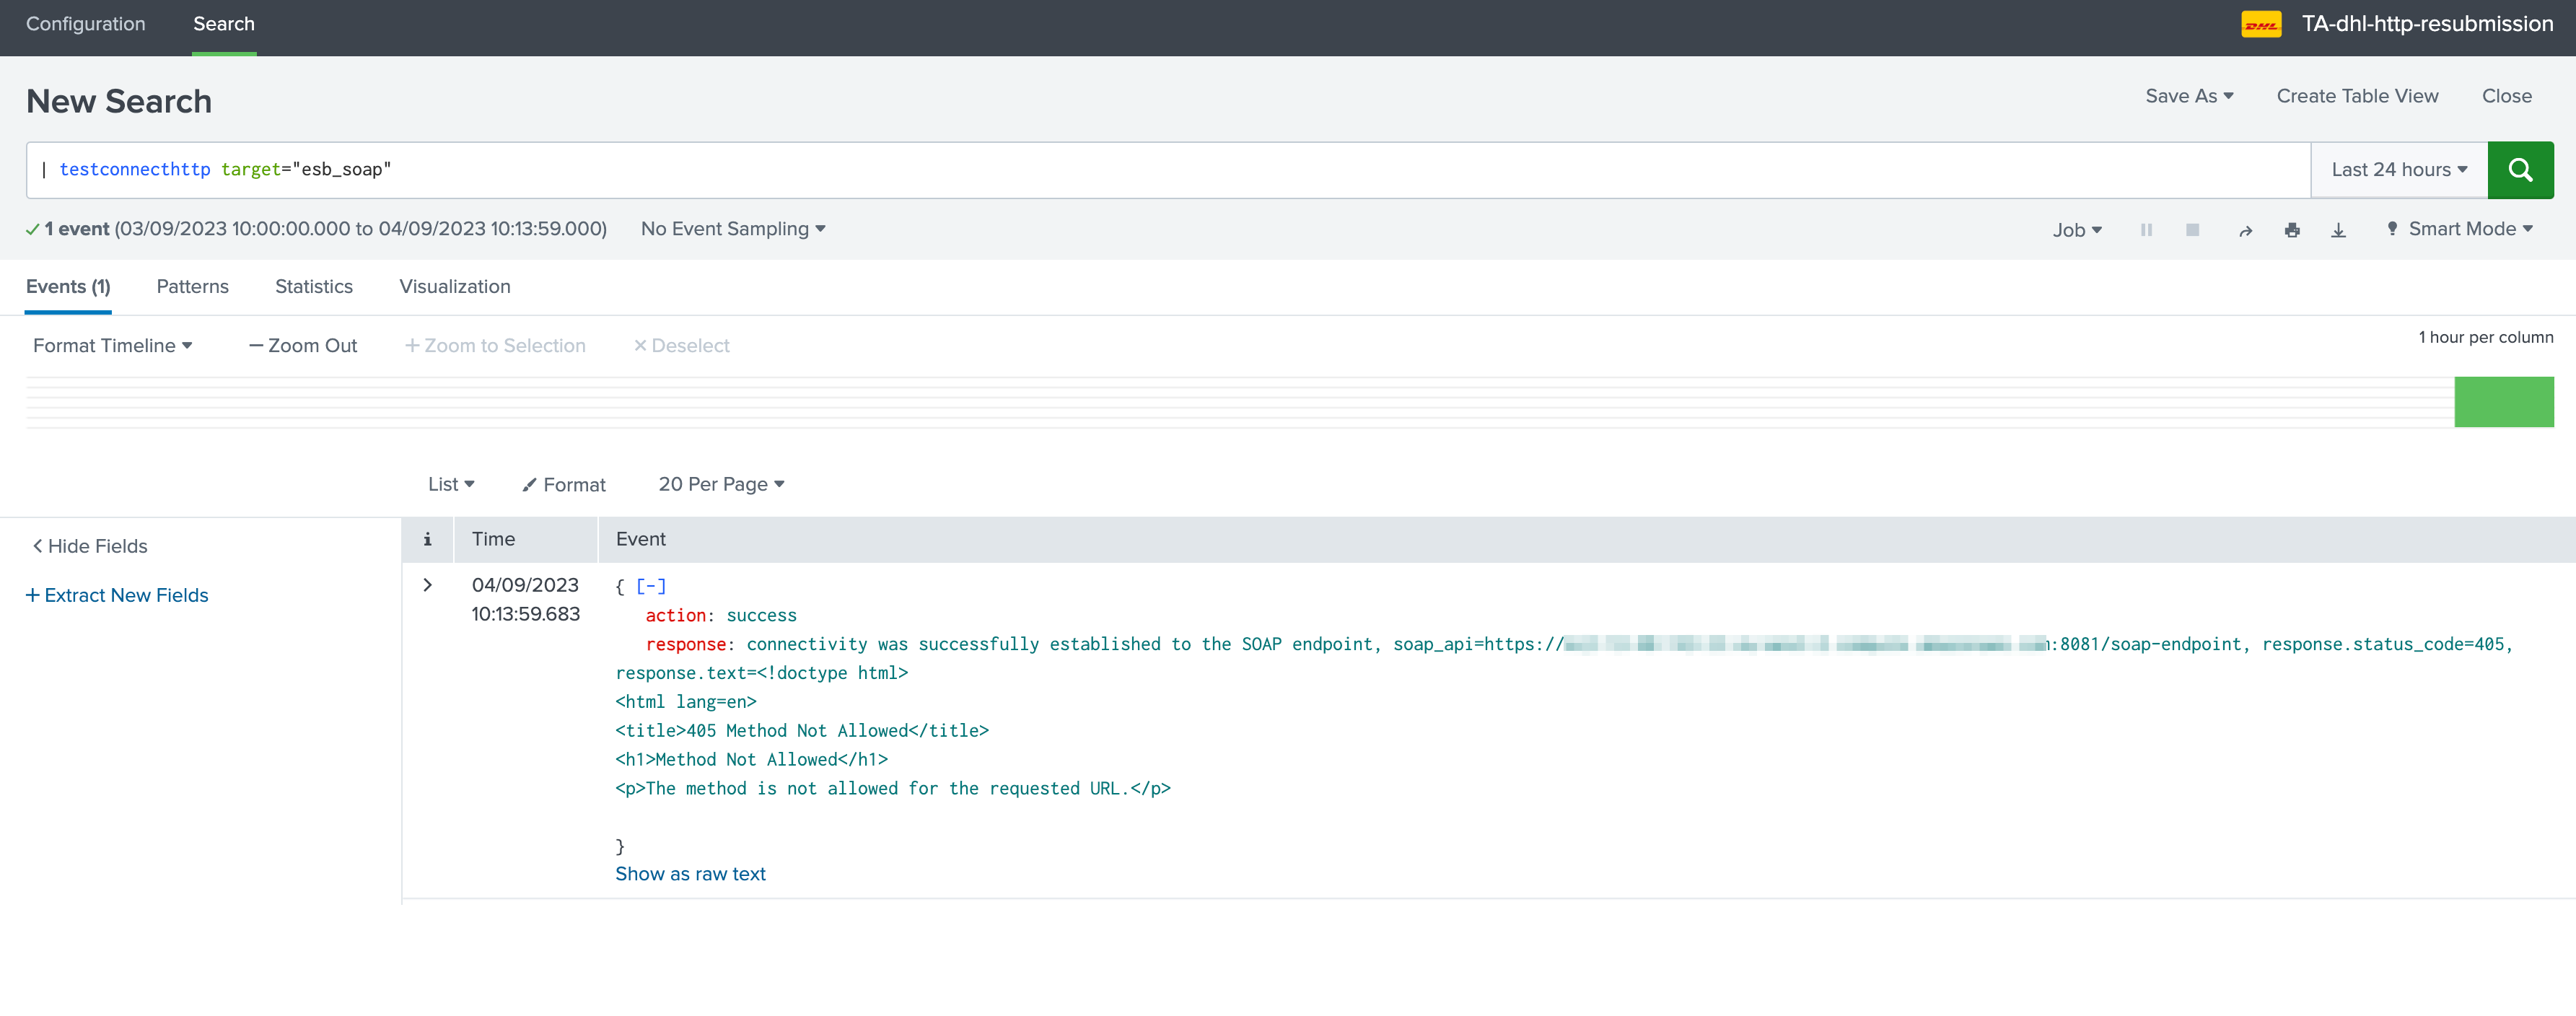 Configuration Search DHL TA-dhl-http-resubmission
New Search Save As Create Table View Close
| testconnecthttp target="esb_soap" Last 24 hours
1 event (03/09/2023 10:00:00.000 to 04/09/2023 10:13:59.000) No Event Sampling Job Smart Mode
Events (1) Patterns Statistics Visualization
Format Timeline — Zoom Out + Zoom to Selection × Deselect 1 hour per column
List Format 20 Per Page
< Hide Fields i Time Event
+ Extract New Fields > 04/09/2023 { [-]
10:13:59.683 action: success
response: connectivity was successfully established to the SOAP endpoint, soap_api=https:// :8081/soap-endpoint, response.status_code=405,
response.text=<!doctype html>
<html lang=en>
<title>405 Method Not Allowed</title>
<h1>Method Not Allowed</h1>
<p>The method is not allowed for the requested URL.</p>
}
Show as raw text